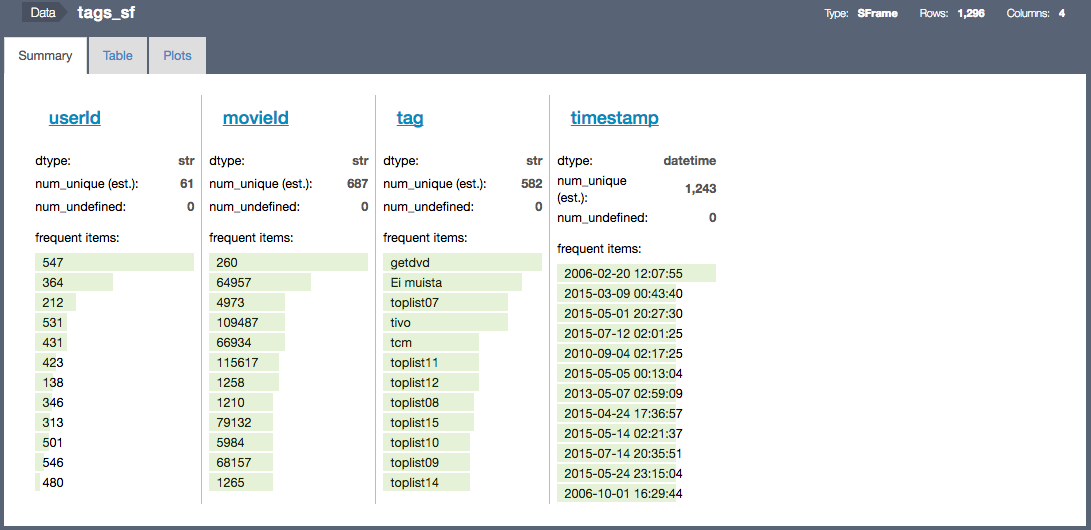 Data tags_sf Type: SFrame Rows: 1,296 Columns: 4
Summary Table Plots
userId
dtype: str
num_unique (est.): 61
num_undefined: 0
frequent items:
547
364
212
531
431
423
138
346
313
501
546
480
movieId
dtype: str
num_unique (est.): 687
num_undefined: 0
frequent items:
260
64957
4973
109487
66934
115617
1258
1210
79132
5984
68157
1265
tag
dtype: str
num_unique (est.): 582
num_undefined: 0
frequent items:
getdvd
Ei muista
toplist07
tivo
tcm
toplist11
toplist12
toplist08
toplist15
toplist10
toplist09
toplist14
timestamp
dtype: datetime
num_unique
(est.): 1,243
num_undefined: 0
frequent items:
2006-02-20 12:07:55
2015-03-09 00:43:40
2015-05-01 20:27:30
2015-07-12 02:01:25
2010-09-04 02:17:25
2015-05-05 00:13:04
2013-05-07 02:59:09
2015-04-24 17:36:57
2015-05-14 02:21:37
2015-07-14 20:35:51
2015-05-24 23:15:04
2006-10-01 16:29:44